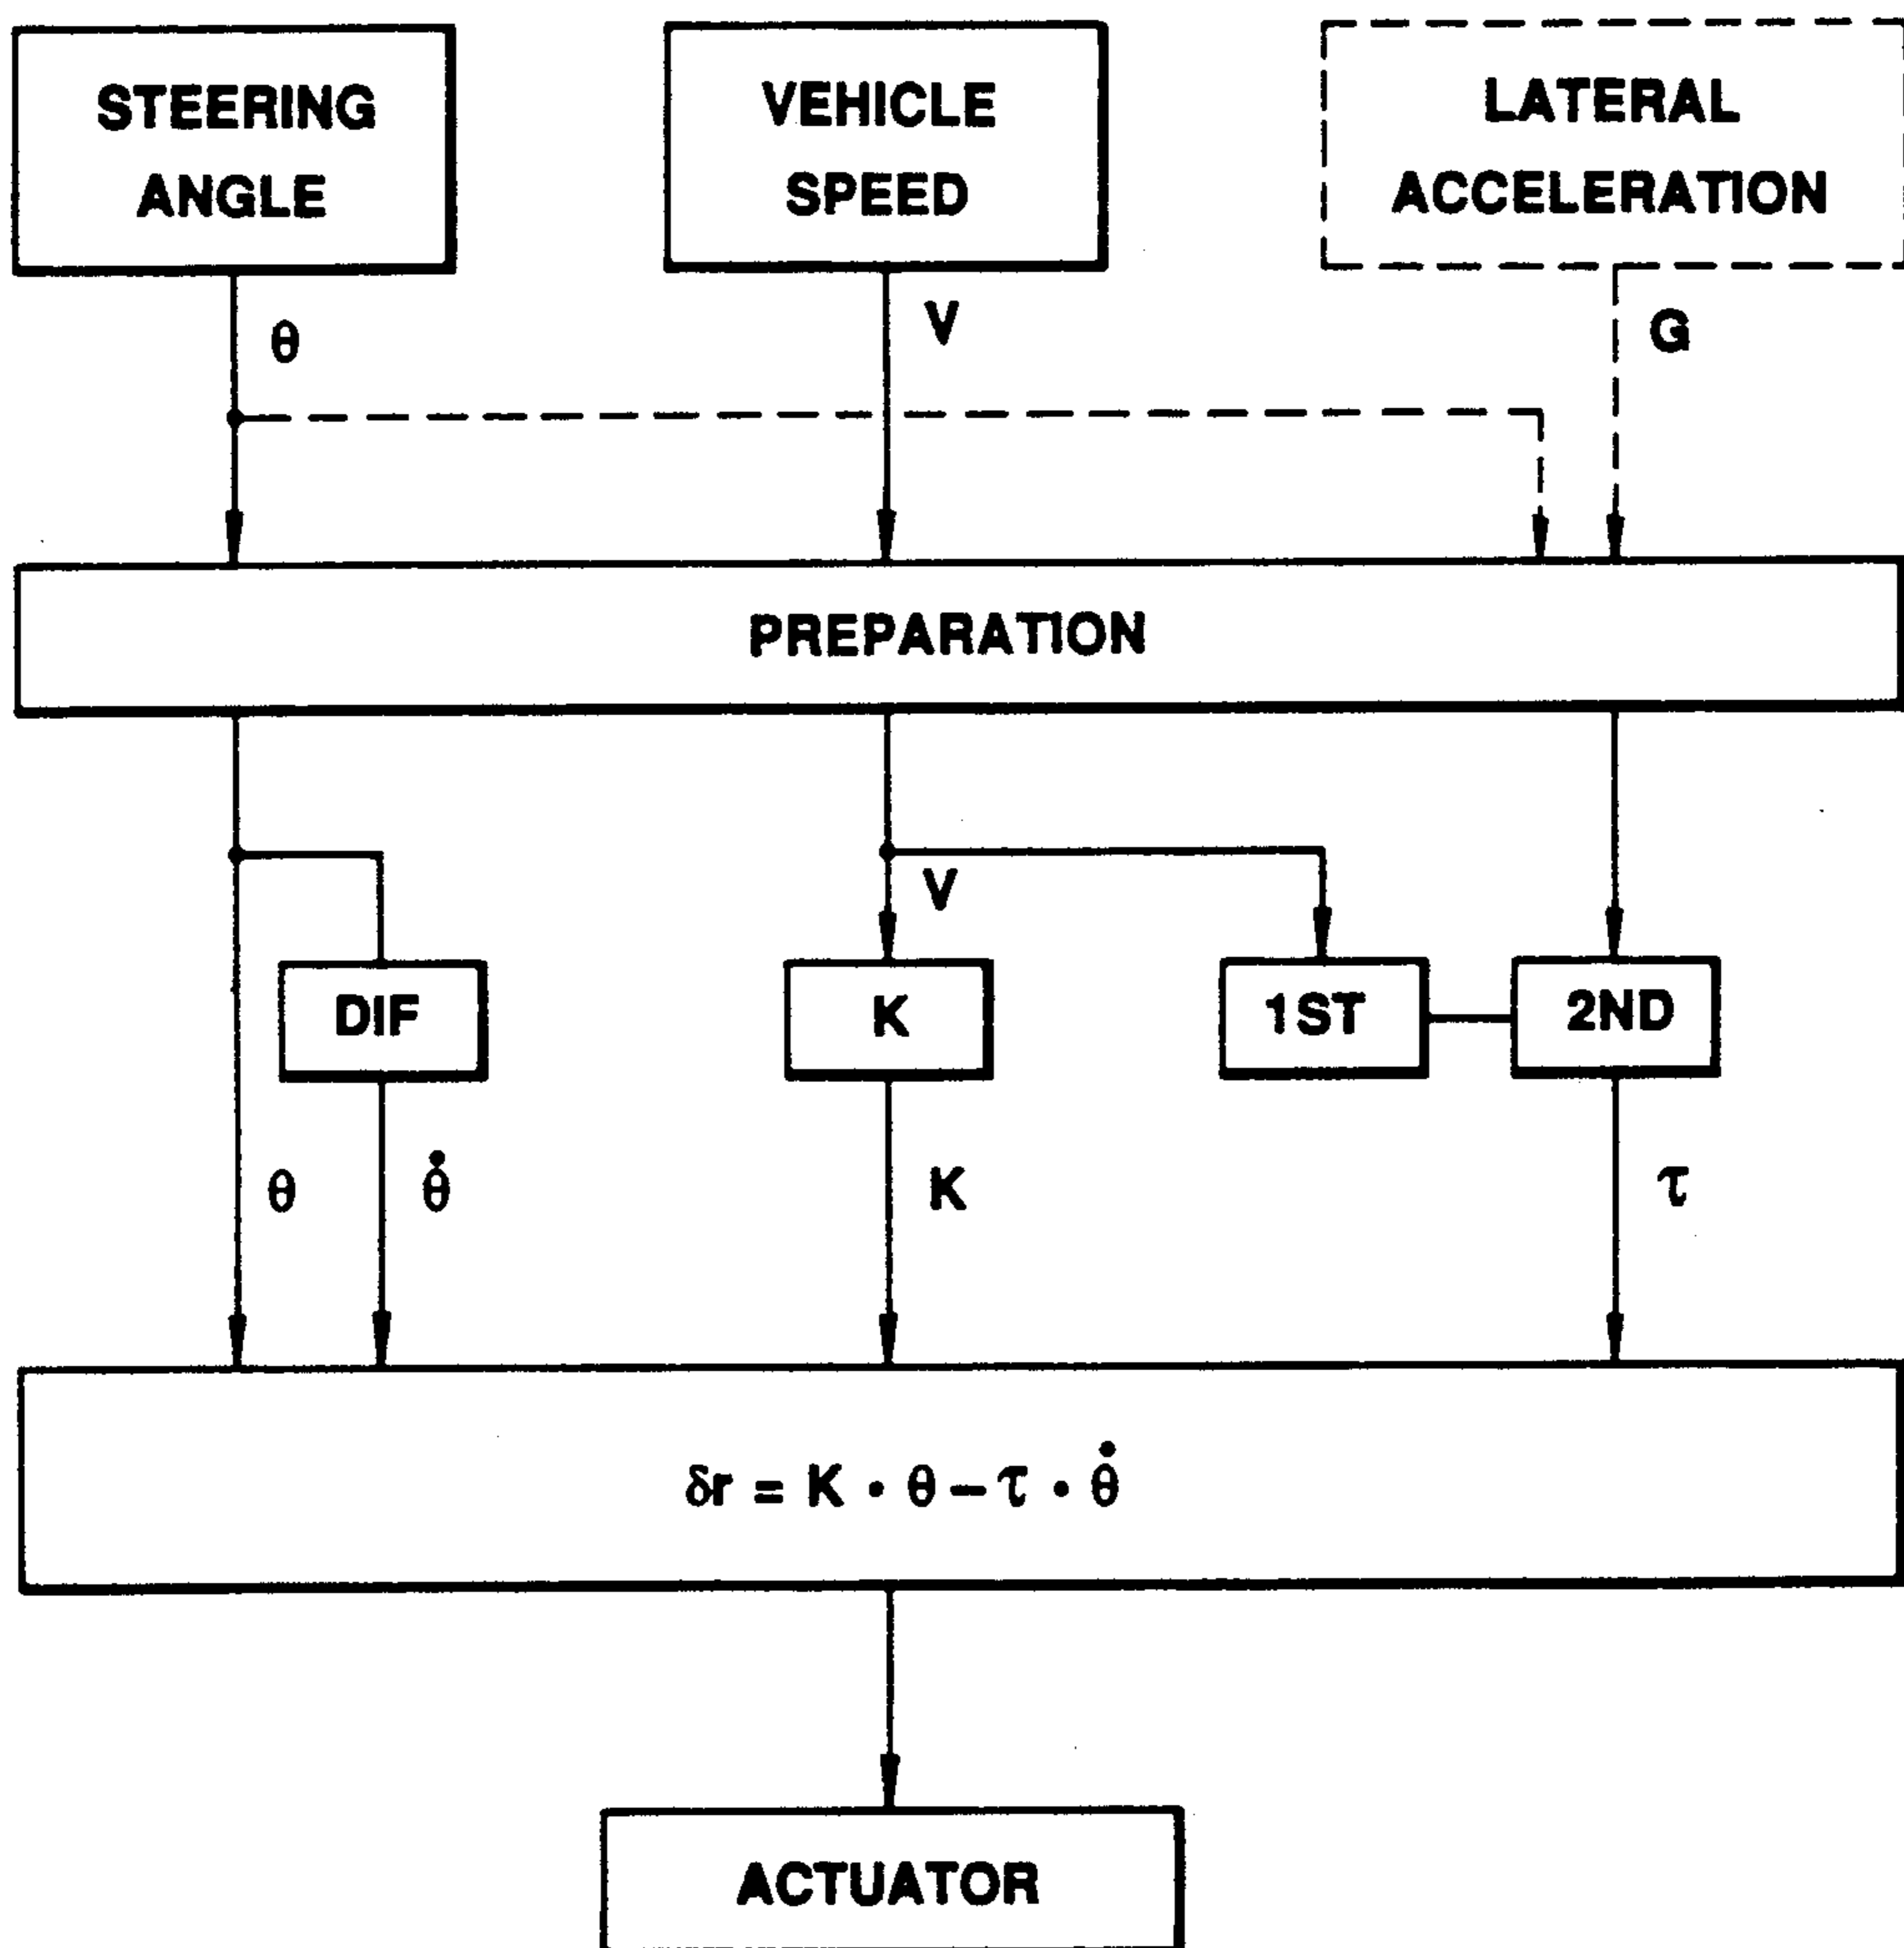 STEERING
ANGLE
VEHICLE
SPEED
LATERAL
ACCELERATION
θ
V
G
PREPARATION
V
DIF
K
1ST
2ND
θ
θ̇
K
τ
δr = K • θ – τ • θ̇
ACTUATOR